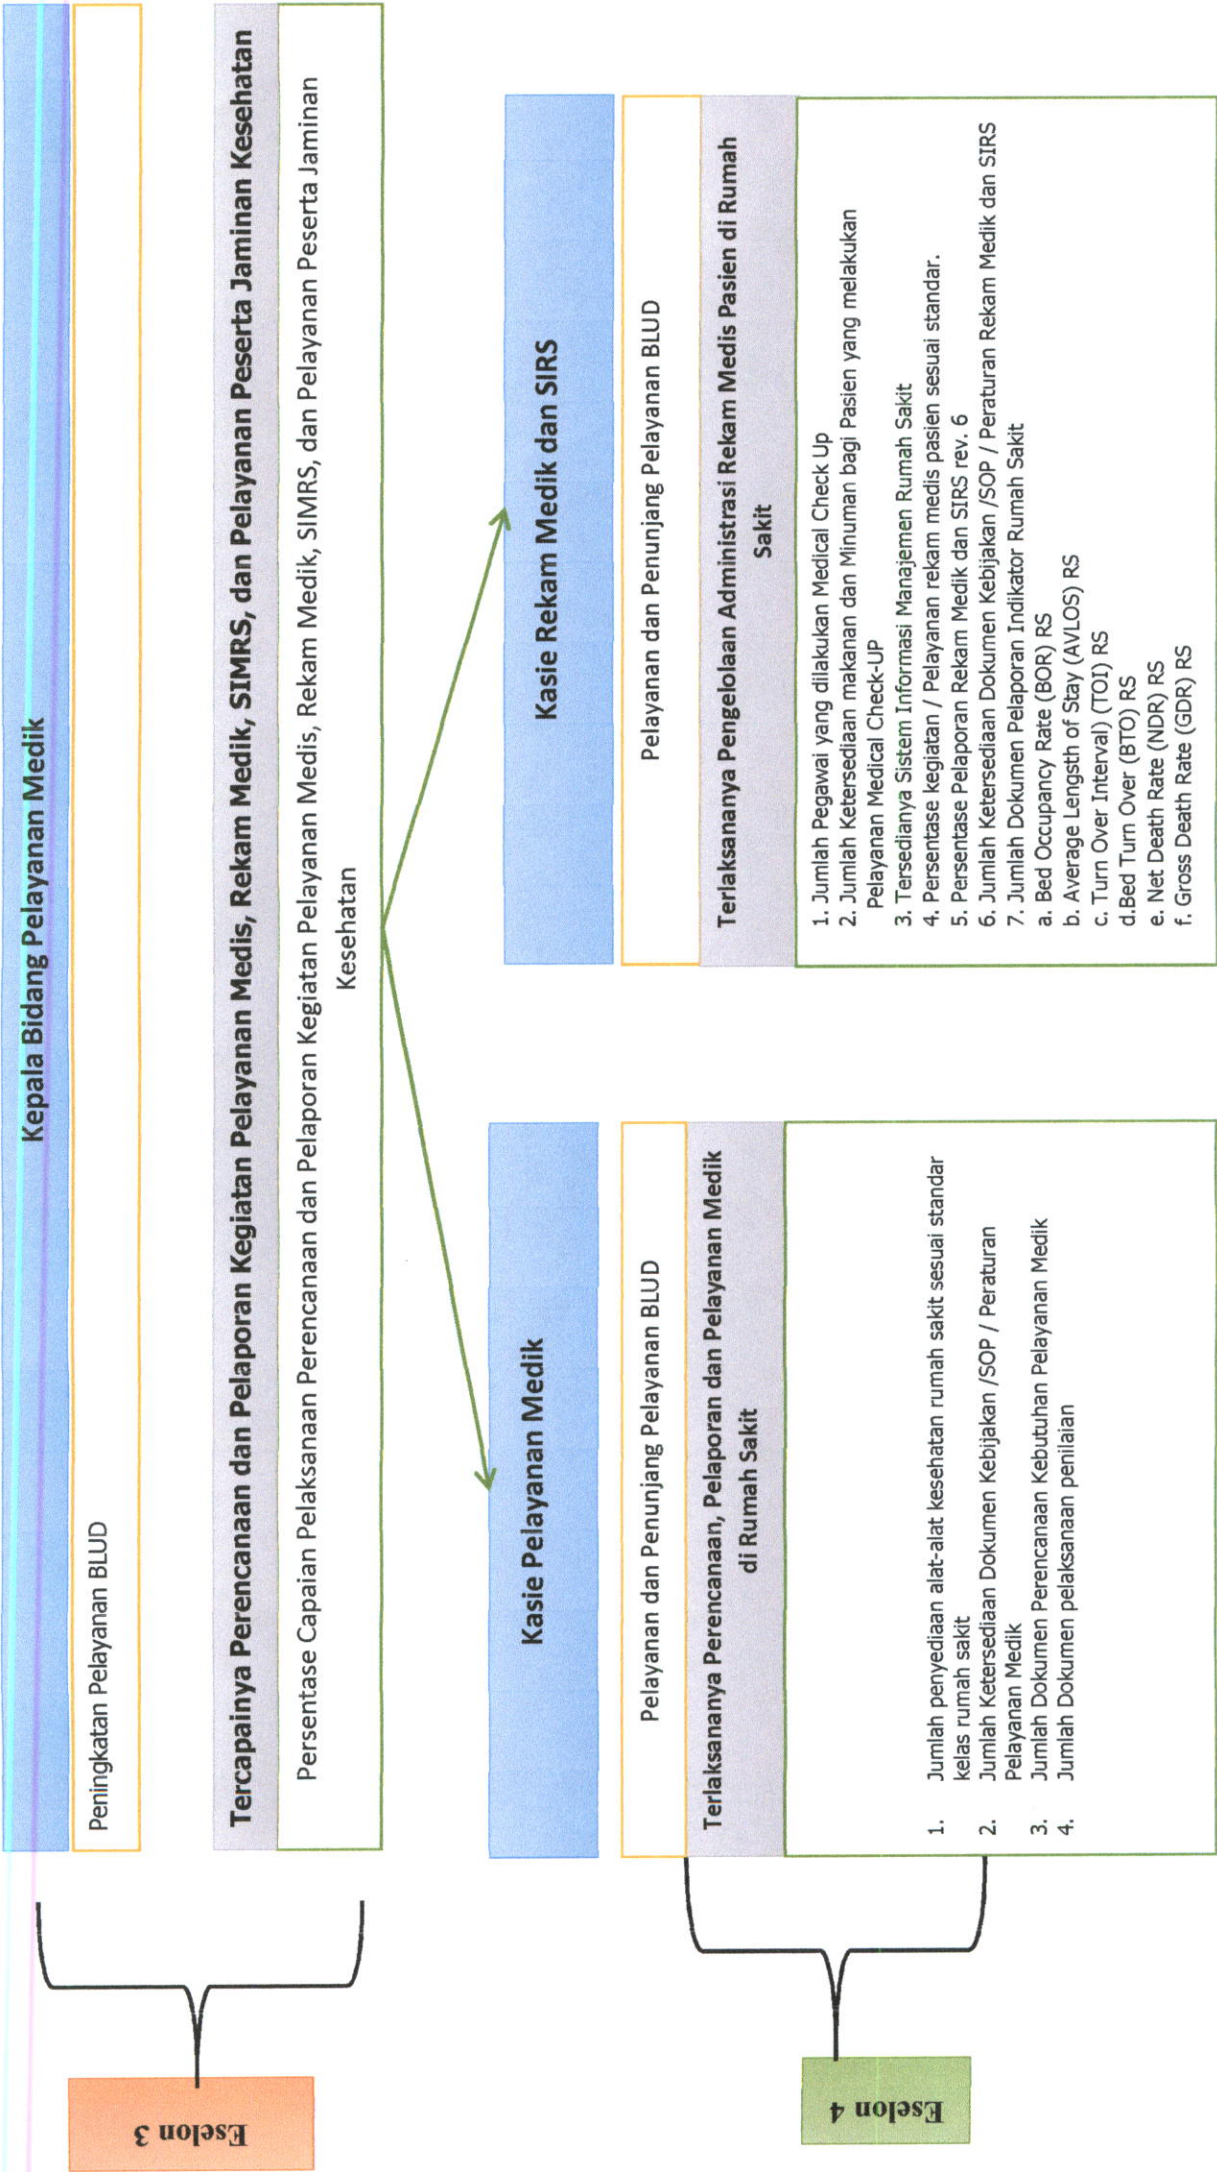 Kepala Bidang Pelayanan Medik
Peningkatan Pelayanan BLUD
Tercapainya Perencanaan dan Pelaporan Kegiatan Pelayanan Medis, Rekam Medik, SIMRS, dan Pelayanan Peserta Jaminan Kesehatan
Persentase Capaian Pelaksanaan Perencanaan dan Pelaporan Kegiatan Pelayanan Medis, Rekam Medik, SIMRS, dan Pelayanan Peserta Jaminan
Kesehatan
Eselon 3
Kasie Pelayanan Medik
Pelayanan dan Penunjang Pelayanan BLUD
Terlaksananya Perencanaan, Pelaporan dan Pelayanan Medik
di Rumah Sakit
1. Jumlah penyediaan alat-alat kesehatan rumah sakit sesuai standar
kelas rumah sakit
2. Jumlah Ketersediaan Dokumen Kebijakan /SOP / Peraturan
Pelayanan Medik
3. Jumlah Dokumen Perencanaan Kebutuhan Pelayanan Medik
4. Jumlah Dokumen pelaksanaan penilaian
Kasie Rekam Medik dan SIRS
Pelayanan dan Penunjang Pelayanan BLUD
Terlaksananya Pengelolaan Administrasi Rekam Medis Pasien di Rumah
Sakit
1. Jumlah Pegawai yang dilakukan Medical Check Up
2. Jumlah Ketersediaan makanan dan Minuman bagi Pasien yang melakukan
Pelayanan Medical Check-UP
3. Tersedianya Sistem Informasi Manajemen Rumah Sakit
4. Persentase kegiatan / Pelayanan rekam medis pasien sesuai standar.
5. Persentase Pelaporan Rekam Medik dan SIRS rev. 6
6. Jumlah Ketersediaan Dokumen Kebijakan /SOP / Peraturan Rekam Medik dan SIRS
7. Jumlah Dokumen Pelaporan Indikator Rumah Sakit
a. Bed Occupancy Rate (BOR) RS
b. Average Lengsth of Stay (AVLOS) RS
c. Turn Over Interval) (TOI) RS
d.Bed Turn Over (BTO) RS
e. Net Death Rate (NDR) RS
f. Gross Death Rate (GDR) RS
Eselon 4